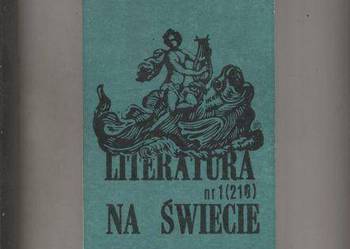 LITERATURA
nr 1 (210)
NA ŚWIECIE